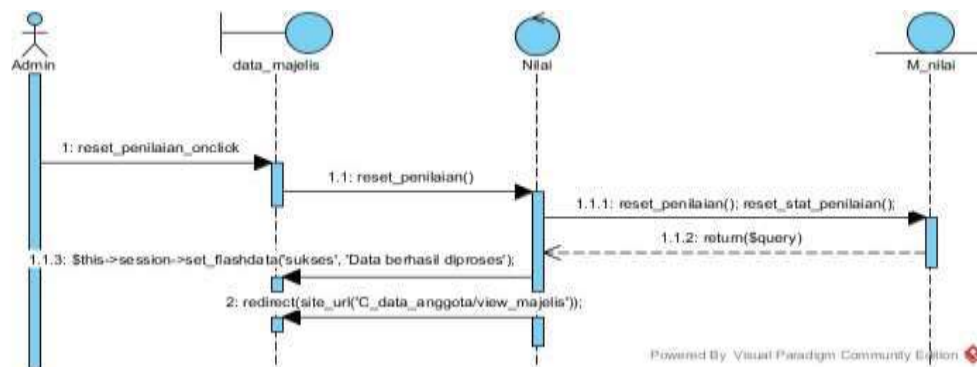 Admin
data_majelis
Nilai
M_nilai
1: reset_penilaian_onclick
1.1: reset_penilaian()
1.1.1: reset_penilaian(); reset_stat_penilaian();
1.1.2: return($query)
1.1.3: $this->session->set_flashdata('sukses', 'Data berhasil diproses');
2: redirect(site_url('C_data_anggota/view_majelis'));
Powered By Visual Paradigm Community Edition